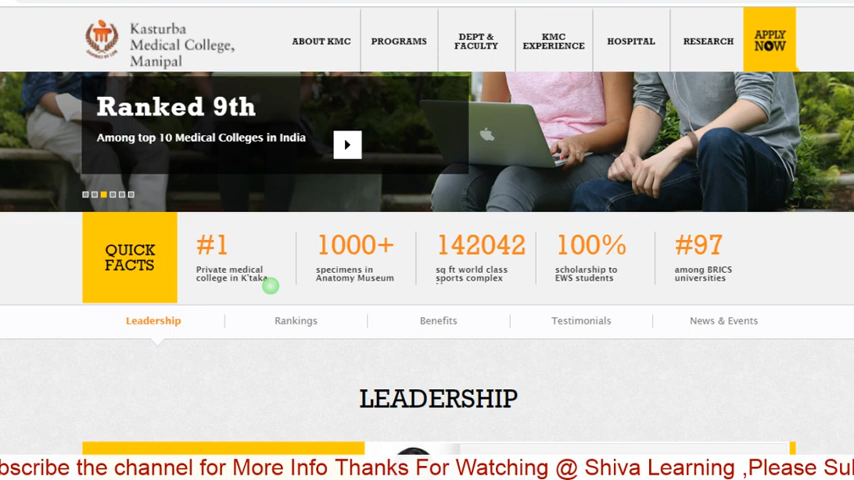 Kasturba
Medical College,
Manipal
ABOUT KMC
PROGRAMS
DEPT &
FACULTY
KMC
EXPERIENCE
HOSPITAL
RESEARCH
APPLY
NOW
Ranked 9th
Among top 10 Medical Colleges in India
QUICK
FACTS
#1
Private medical
college in K'taka
1000+
specimens in
Anatomy Museum
142042
sq ft world class
sports complex
100%
scholarship to
EWS students
#97
among BRICS
universities
Leadership
Rankings
Benefits
Testimonials
News & Events
LEADERSHIP
bscribe the channel for More Info Thanks For Watching @ Shiva Learning ,Please Sul